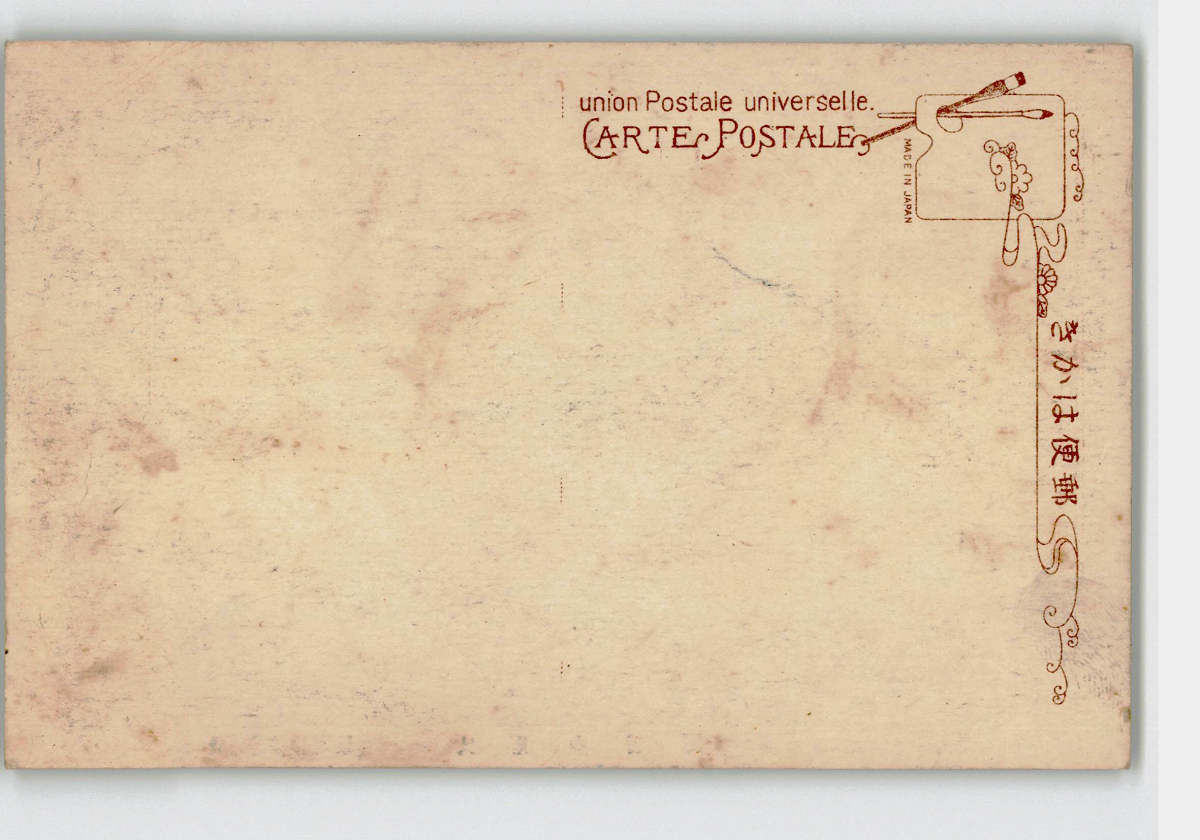 union Postale universelle.
CARTE POSTALE
MADE IN JAPAN
郵便はかき